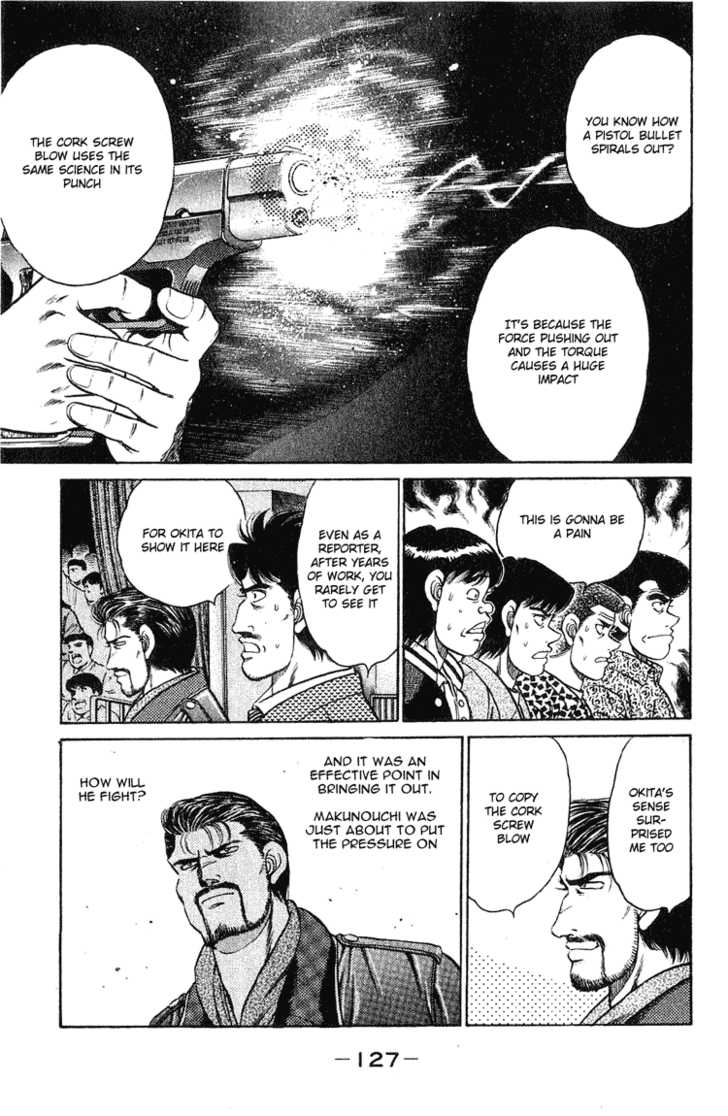 YOU KNOW HOW
A PISTOL BULLET
SPIRALS OUT?
IT'S BECAUSE THE
FORCE PUSHING OUT
AND THE TORQUE
CAUSES A HUGE
IMPACT
THE CORK SCREW
BLOW USES THE
SAME SCIENCE IN ITS
PUNCH
THIS IS GONNA BE
A PAIN
EVEN AS A
REPORTER,
AFTER YEARS
OF WORK, YOU
RARELY GET
TO SEE IT
FOR OKITA TO
SHOW IT HERE
OKITA'S
SENSE
SUR-
PRISED
ME TOO
TO COPY
THE CORK
SCREW
BLOW
AND IT WAS AN
EFFECTIVE POINT IN
BRINGING IT OUT.
MAKUNOUCHI WAS
JUST ABOUT TO PUT
THE PRESSURE ON
HOW WILL
HE FIGHT?
-127-